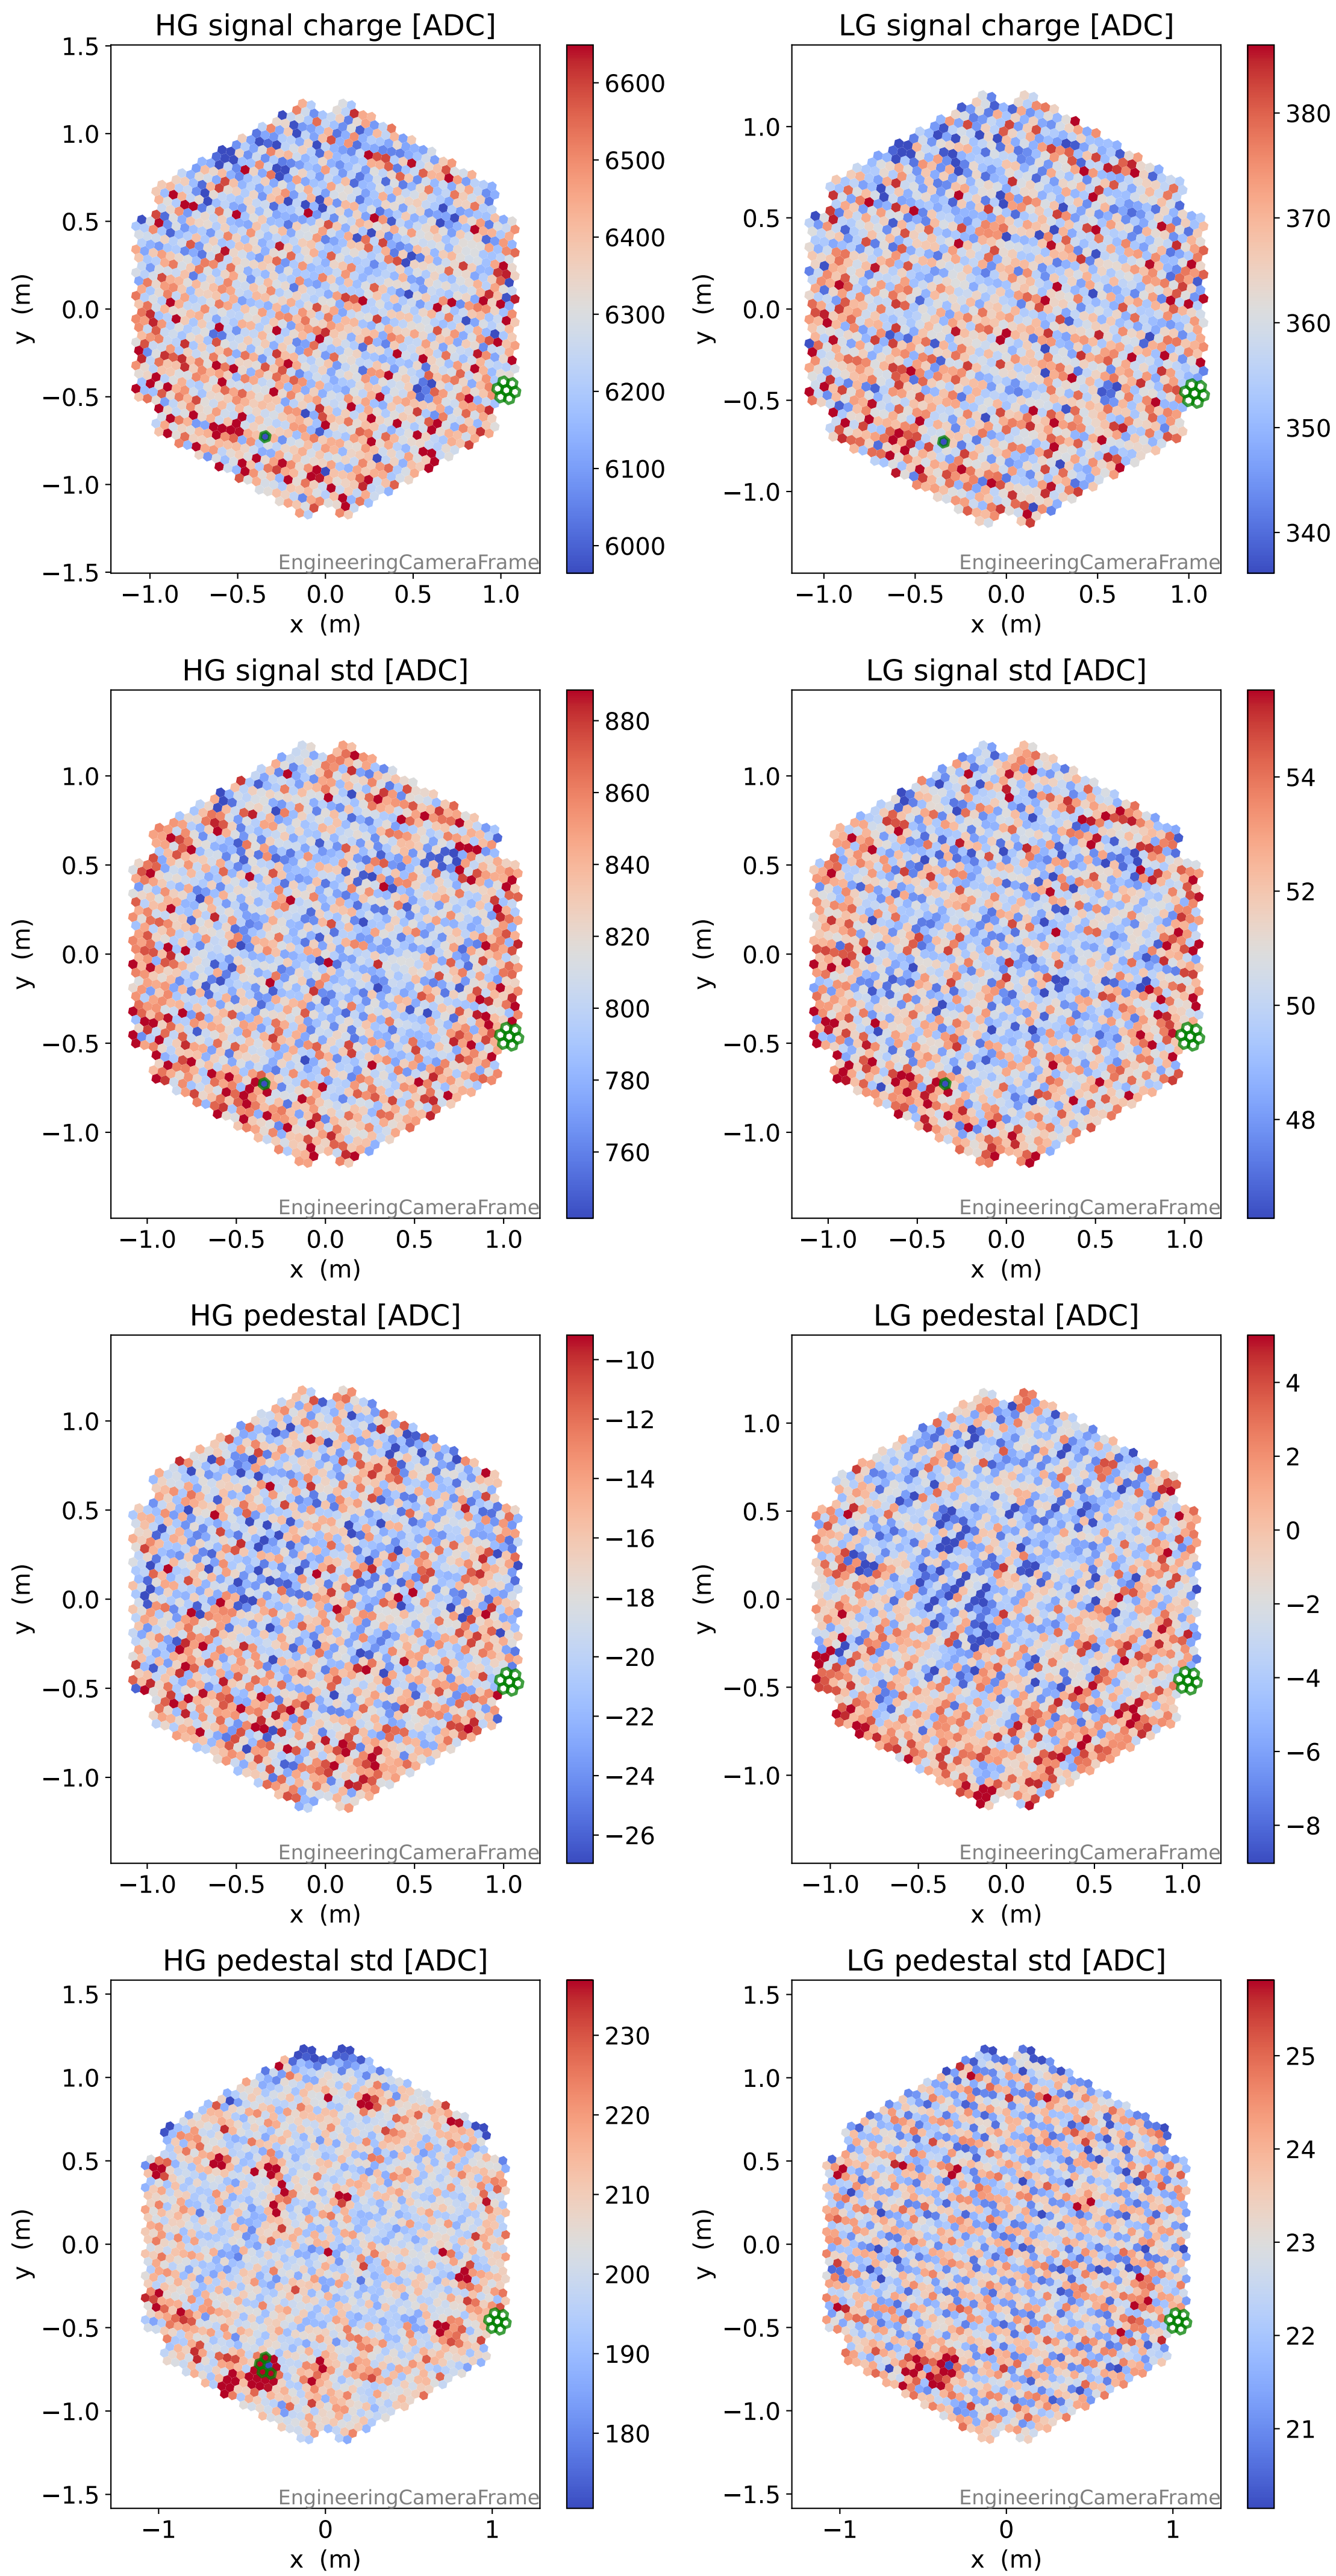 HG signal charge [ADC]
1.5
1.0
0.5
0.0
−0.5
−1.0
−1.5
y (m)
−1.0 −0.5 0.0 0.5 1.0
x (m)
EngineeringCameraFrame
6600
6500
6400
6300
6200
6100
6000
LG signal charge [ADC]
1.0
0.5
0.0
−0.5
−1.0
y (m)
−1.0 −0.5 0.0 0.5 1.0
x (m)
EngineeringCameraFrame
380
370
360
350
340
HG signal std [ADC]
1.0
0.5
0.0
−0.5
−1.0
y (m)
−1.0 −0.5 0.0 0.5 1.0
x (m)
EngineeringCameraFrame
880
860
840
820
800
780
760
LG signal std [ADC]
1.0
0.5
0.0
−0.5
−1.0
y (m)
−1.0 −0.5 0.0 0.5 1.0
x (m)
EngineeringCameraFrame
54
52
50
48
HG pedestal [ADC]
1.0
0.5
0.0
−0.5
−1.0
y (m)
−1.0 −0.5 0.0 0.5 1.0
x (m)
EngineeringCameraFrame
−10
−12
−14
−16
−18
−20
−22
−24
−26
LG pedestal [ADC]
1.0
0.5
0.0
−0.5
−1.0
y (m)
−1.0 −0.5 0.0 0.5 1.0
x (m)
EngineeringCameraFrame
4
2
0
−2
−4
−6
−8
HG pedestal std [ADC]
1.5
1.0
0.5
0.0
−0.5
−1.0
−1.5
y (m)
−1 0 1
x (m)
EngineeringCameraFrame
230
220
210
200
190
180
LG pedestal std [ADC]
1.5
1.0
0.5
0.0
−0.5
−1.0
−1.5
y (m)
−1 0 1
x (m)
EngineeringCameraFrame
25
24
23
22
21